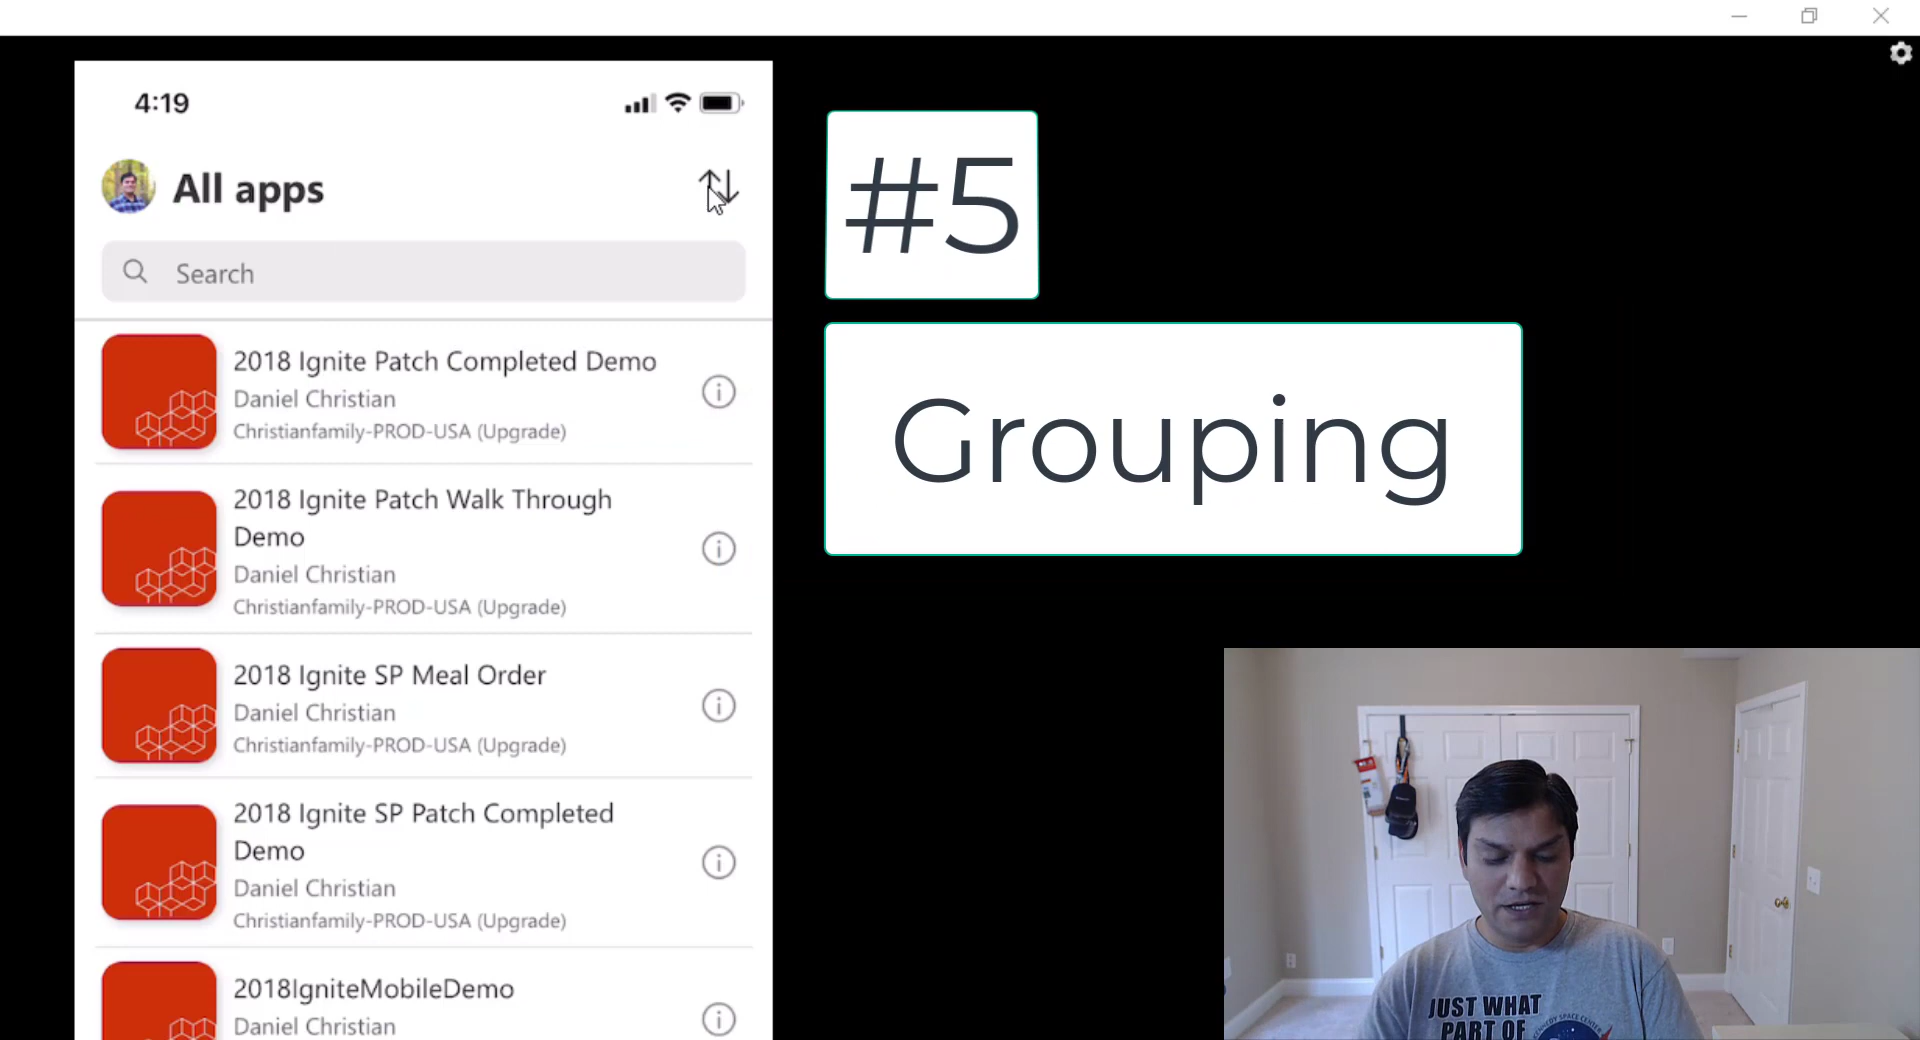 4:19
All apps
Search
2018 Ignite Patch Completed Demo
Daniel Christian
Christianfamily-PROD-USA (Upgrade)
2018 Ignite Patch Walk Through
Demo
Daniel Christian
Christianfamily-PROD-USA (Upgrade)
2018 Ignite SP Meal Order
Daniel Christian
Christianfamily-PROD-USA (Upgrade)
2018 Ignite SP Patch Completed
Demo
Daniel Christian
Christianfamily-PROD-USA (Upgrade)
2018IgniteMobileDemo
Daniel Christian
#5
Grouping
JUST WHAT
PART OF
KENNEDY SPACE CENTER